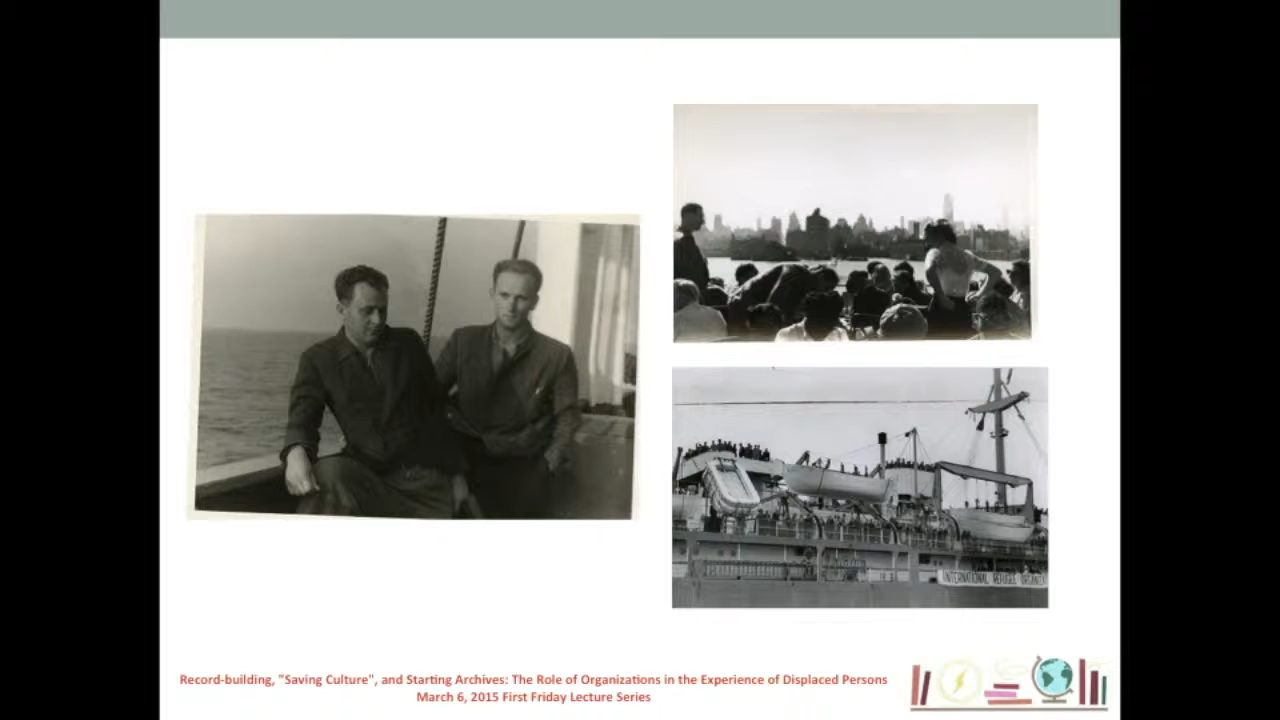 INTERNATIONAL REFUGEE ORGANIZA
Record-building, "Saving Culture", and Starting Archives: The Role of Organizations in the Experience of Displaced Persons
March 6, 2015 First Friday Lecture Series